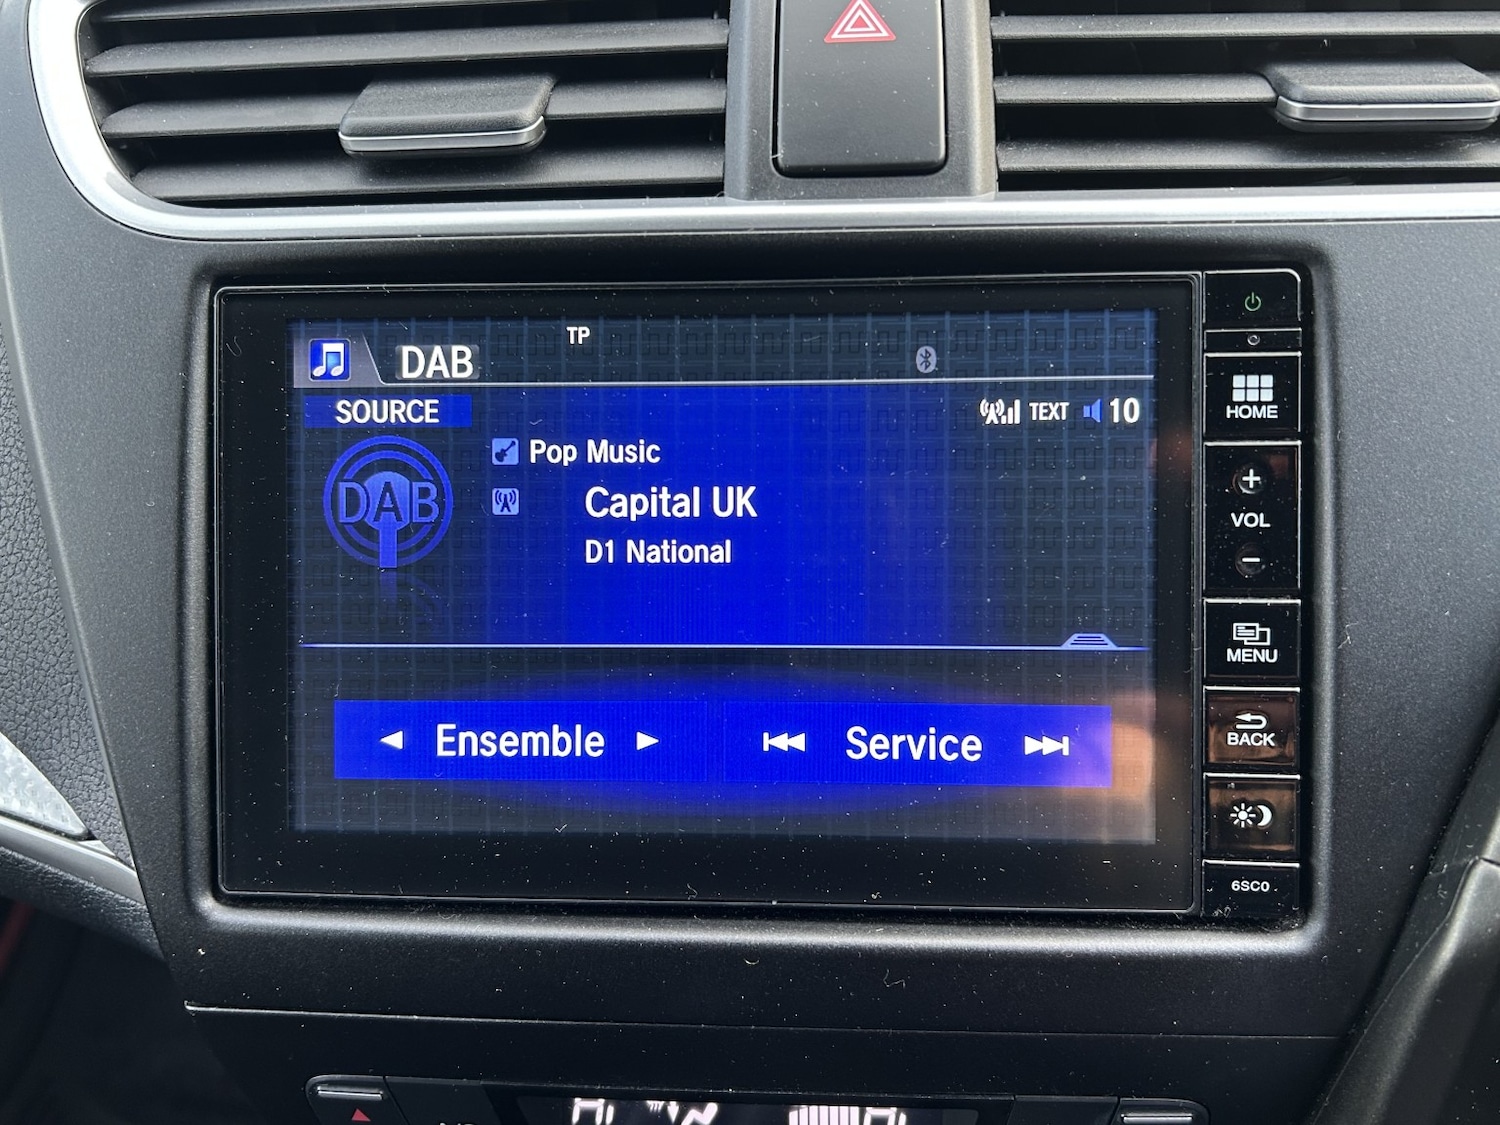 TP
DAB
SOURCE
TEXT 10
DAB
Pop Music
Capital UK
D1 National
Ensemble
Service
HOME
+
VOL
−
MENU
BACK
6SC0